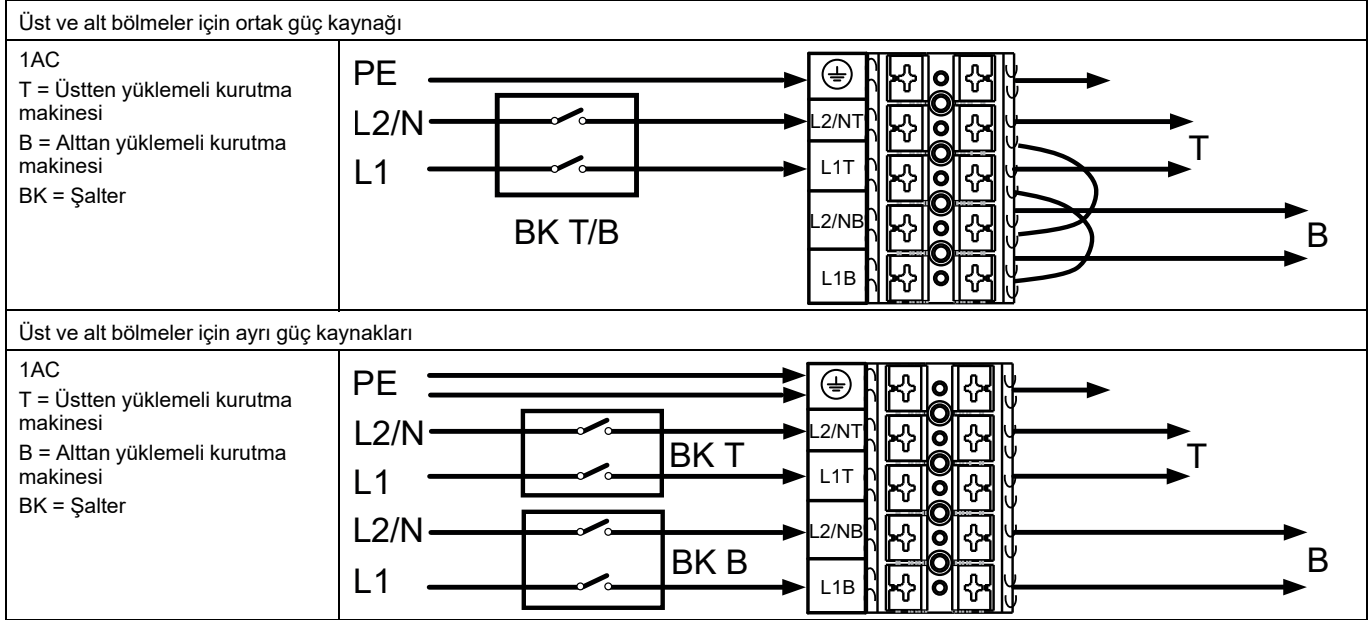 Üst ve alt bölmeler için ortak güç kaynağı
1AC
T = Üstten yüklemeli kurutma
makinesi
B = Alttan yüklemeli kurutma
makinesi
BK = Şalter
PE
L2/N
L1
BK T/B
L2/NT
L1T
L2/NB
L1B
T
B
Üst ve alt bölmeler için ayrı güç kaynakları
1AC
T = Üstten yüklemeli kurutma
makinesi
B = Alttan yüklemeli kurutma
makinesi
BK = Şalter
PE
L2/N
L1
L2/N
L1
BK T
BK B
L2/NT
L1T
L2/NB
L1B
T
B